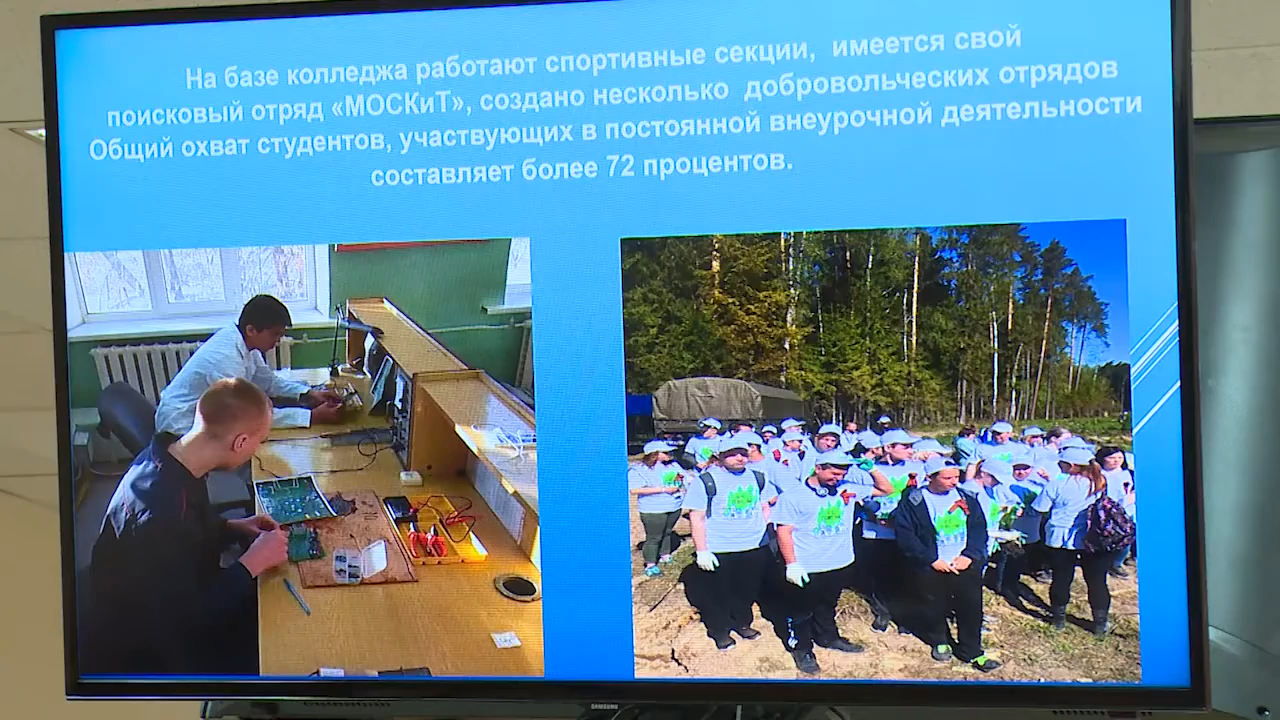 На базе колледжа работают спортивные секции, имеется свой
поисковый отряд «МОСКиТ», создано несколько добровольческих отрядов
Общий охват студентов, участвующих в постоянной внеурочной деятельности
составляет более 72 процентов.
SAMSUNG